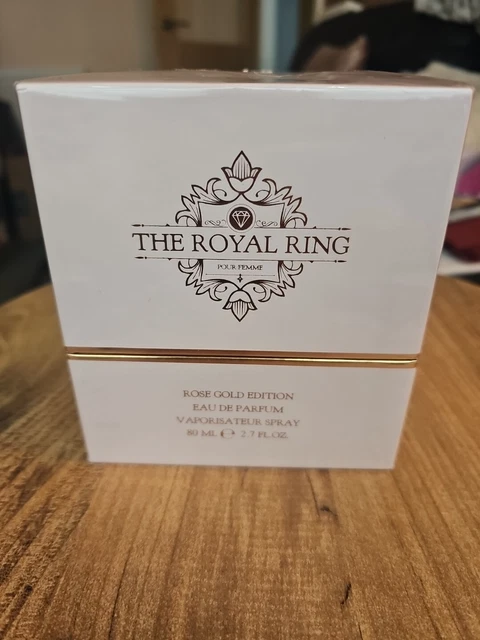 THE ROYAL RING
POUR FEMME
ROSE GOLD EDITION
EAU DE PARFUM
VAPORISATEUR SPRAY
80 ML ℮ 2.7 FL.OZ.